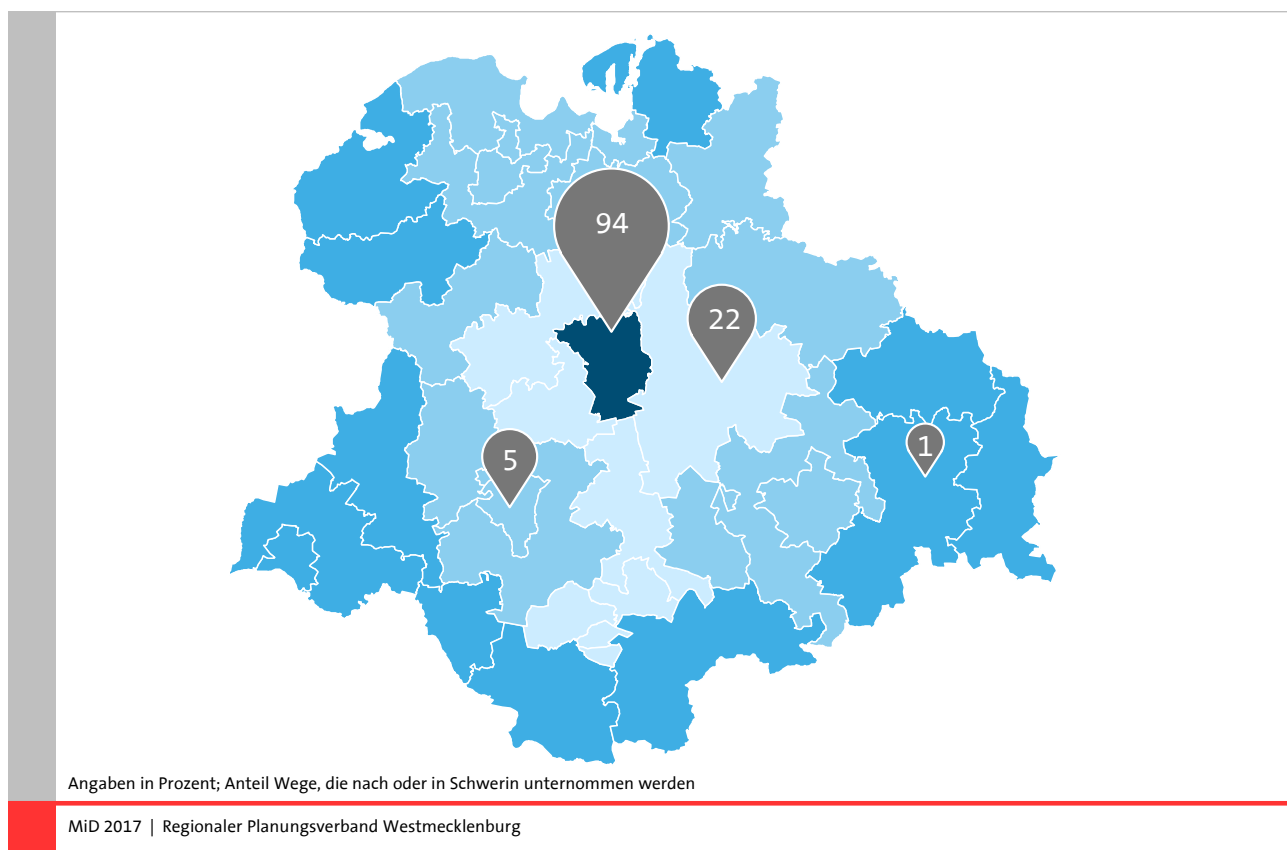 94
22
5
1
Angaben in Prozent; Anteil Wege, die nach oder in Schwerin unternommen werden
MiD 2017 | Regionaler Planungsverband Westmecklenburg